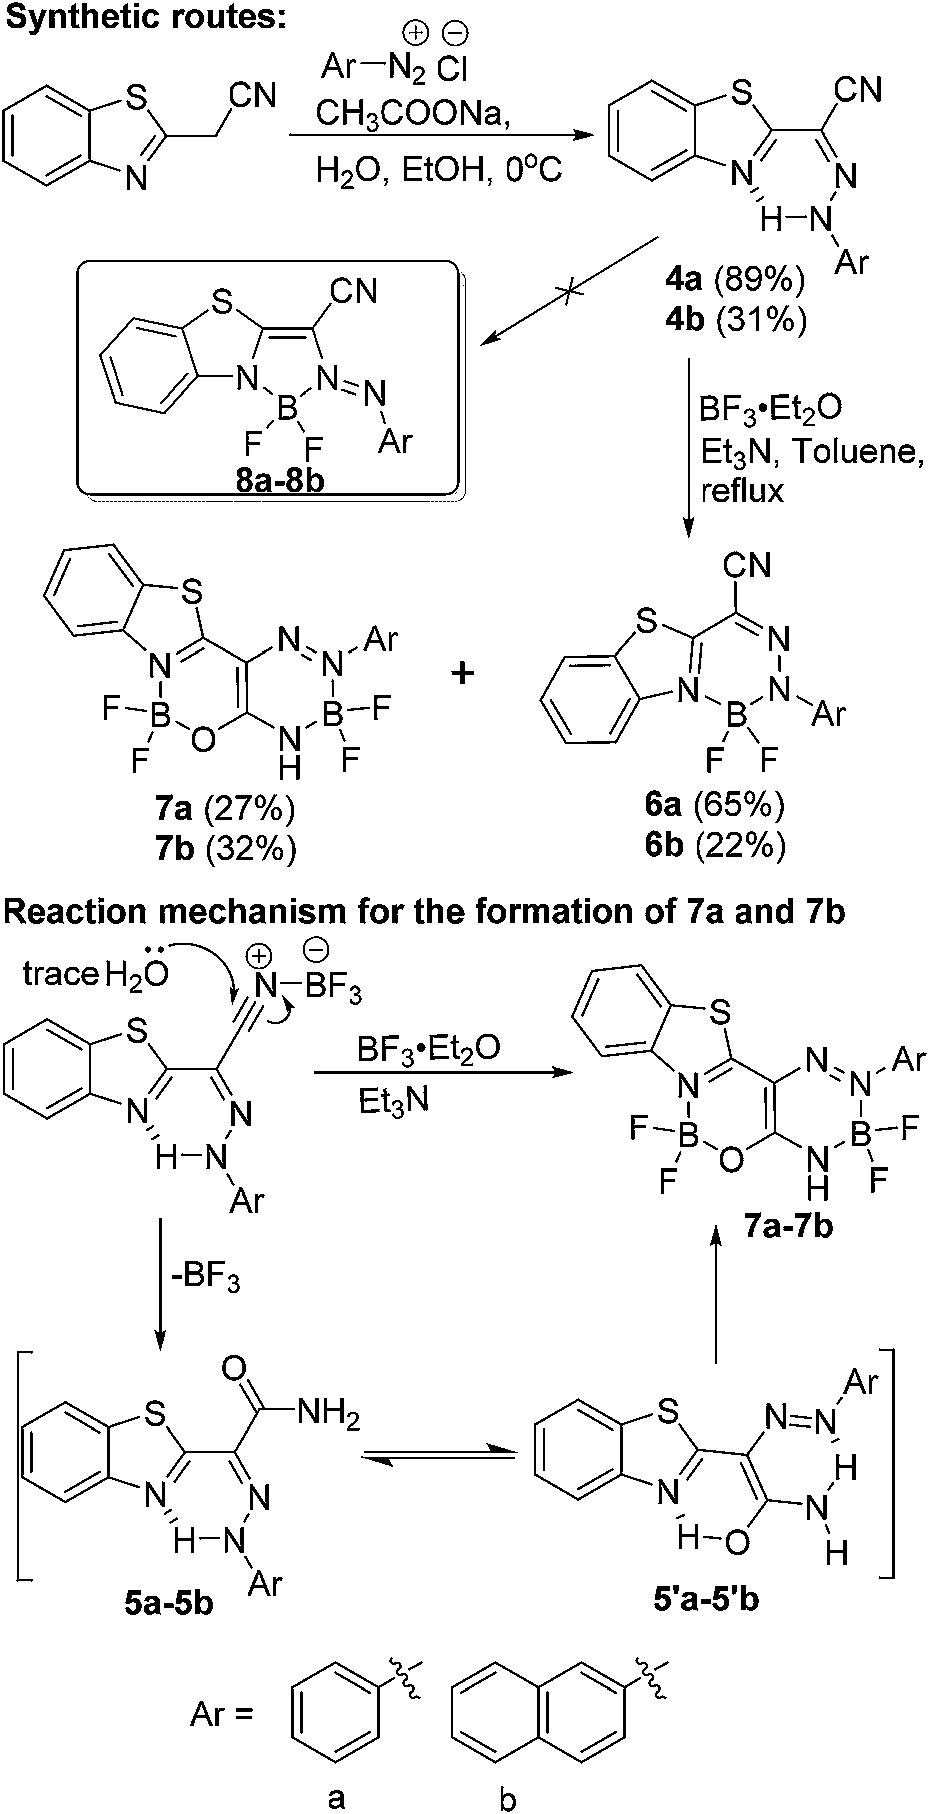 Synthetic routes:
Ar—N₂⊕ Cl⊖
CH₃COONa,
H₂O, EtOH, 0°C
S
N
CN
S
N
CN
N
H—N
Ar
4a (89%)
4b (31%)
S
CN
N
N=N
B
F
F
Ar
8a-8b
BF₃•Et₂O
Et₃N, Toluene,
reflux
S
N
N=N
Ar
F
F
B
O
N
H
B
F
F
7a (27%)
7b (32%)
+
CN
S
N
N
N
B
F
F
Ar
6a (65%)
6b (22%)
Reaction mechanism for the formation of 7a and 7b
trace H₂O
⊕N—BF₃⊖
S
N
N
H—N
Ar
BF₃•Et₂O
Et₃N
S
N
N=N
Ar
F
F
B
O
N
H
B
F
F
7a-7b
-BF₃
O
NH₂
S
N
N
H—N
Ar
5a-5b
S
N
H—O
N=N
Ar
H
N
H
5'a-5'b
Ar =
a
b